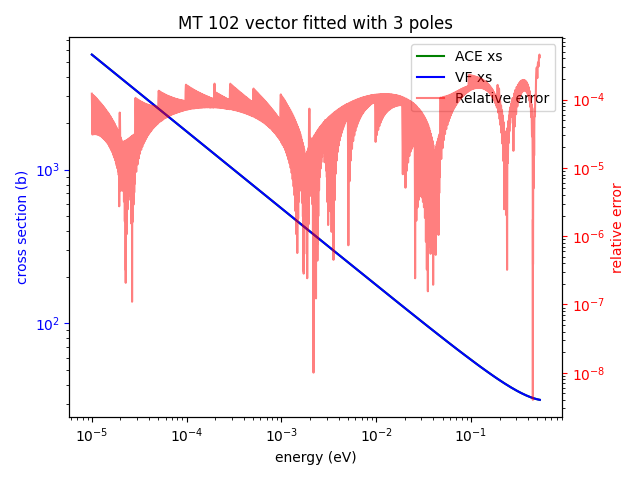 MT 102 vector fitted with 3 poles
ACE xs
VF xs
Relative error
cross section (b)
10³
10²
relative error
10⁻⁴
10⁻⁵
10⁻⁶
10⁻⁷
10⁻⁸
10⁻⁵ 10⁻⁴ 10⁻³ 10⁻² 10⁻¹
energy (eV)